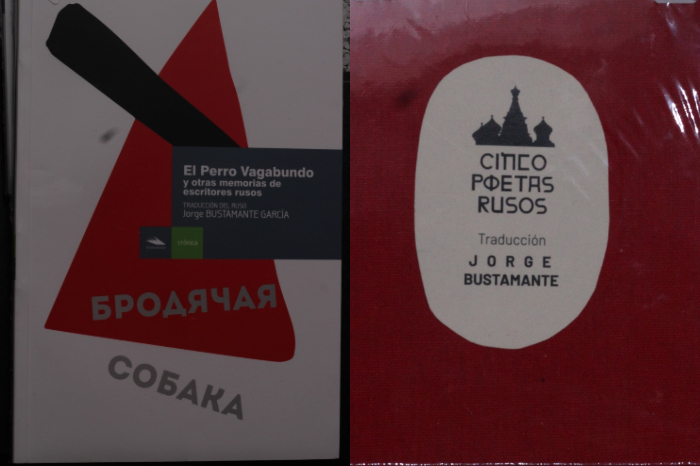 El Perro Vagabundo
y otras memorias de
escritores rusos
TRADUCCIÓN DEL RUSO
Jorge BUSTAMANTE GARCÍA
БРОДЯЧАЯ
СОБАКА
CINCO
POETAS
RUSOS
Traducción
JORGE
BUSTAMANTE